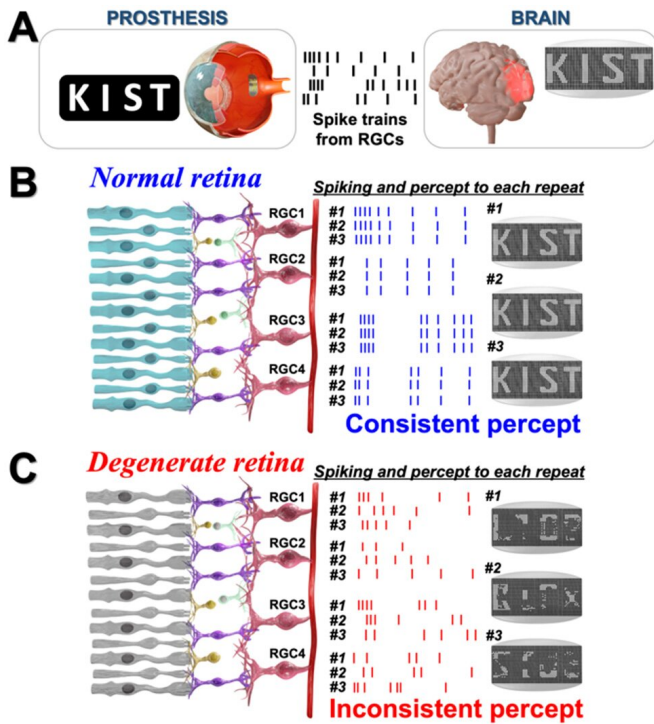 A
PROSTHESIS
BRAIN
KIST
KIST
Spike trains
from RGCs
B
Normal retina
Spiking and percept to each repeat
RGC1
#1
#2
#3
#1
KIST
RGC2
#1
#2
#3
#2
KIST
RGC3
#1
#2
#3
#3
KIST
RGC4
#1
#2
#3
Consistent percept
C
Degenerate retina
Spiking and percept to each repeat
RGC1
#1
#2
#3
#1
RGC2
#1
#2
#3
#2
RGC3
#1
#2
#3
#3
RGC4
#1
#2
#3
Inconsistent percept